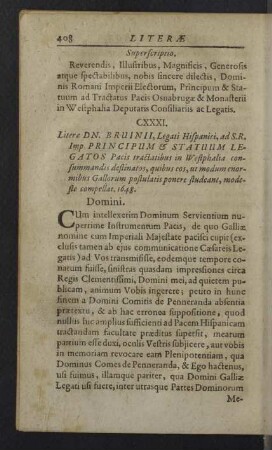 408 LITERÆ
Superscriptio.
Reverendis, Illustribus, Magnificis, Generosis
atque spectabilibus, nobis sincere dilectis, Domi-
nis Romani Imperii Electorum, Principum & Sta-
tuum ad Tractatus Pacis Osnabrugæ & Monasterii
in Westphalia Deputatis Consiliariis ac Legatis.
CXXXI.
Literæ DN. BRUINII, Legati Hispanici, ad S.R.
Imp. PRINCIPUM & STATUUM LE-
GATOS Pacis tractatibus in Westphalia con-
summandis destinatos, quibus eos, ut modum enor-
mibus Gallorum postulatis ponere studeant, mode-
ste compellat. 1648.
Domini.
CUm intellexerim Dominum Servientium nu-
perrime Instrumentum Pacis, de quo Galliæ
nomine cum Imperiali Majestate pacisci cupit (ex-
clusis tamen ab ejus communicatione Cæsareis Le-
gatis) ad Vos transmisisse, eodemque tempore co-
natum fuisse, sinistras quasdam impressiones circa
Regis Clementissimi, Domini mei, ad quietem pu-
blicam, animum Vobis ingerere; petito in hunc
finem a Domini Comitis de Penneranda absentia
prætextu, & ab hac erronea suppositione, quod
nullus hic amplius sufficienti ad Pacem Hispanicam
tractandam facultate præditus supersit, mearum
partium esse duxi, oculis Vestris subjicere, aut vobis
in memoriam revocare eam Plenipotentiam, qua
Dominus Comes de Penneranda, & Ego hactenus,
usi fuimus, illamque pariter, qua Domini Galliæ
Legati usi fuere, inter utrasque Partes Dominorum
Me-